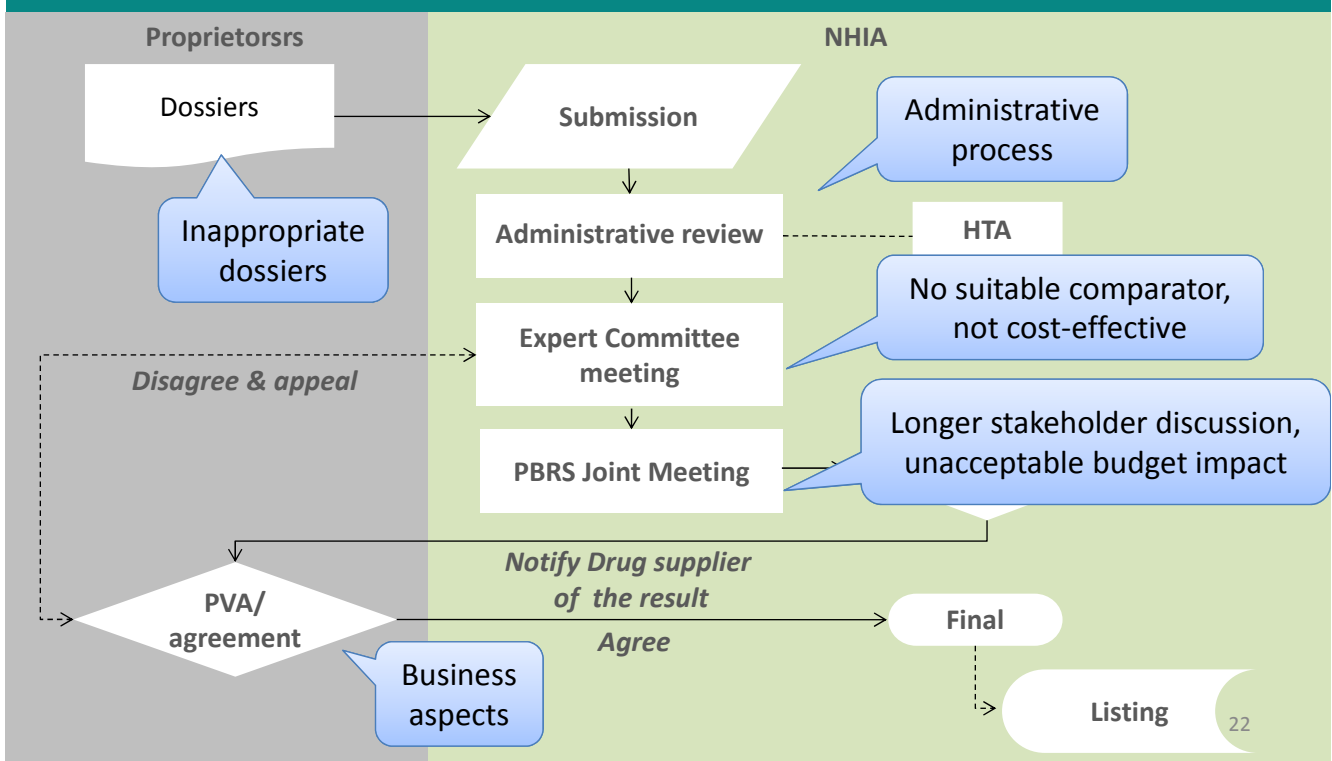 Proprietorsrs
NHIA
Dossiers
Submission
Administrative
process
Inappropriate
dossiers
Administrative review
HTA
No suitable comparator,
not cost-effective
Expert Committee
meeting
Disagree & appeal
Longer stakeholder discussion,
unacceptable budget impact
PBRS Joint Meeting
Notify Drug supplier
of the result
PVA/
agreement
Agree
Final
Business
aspects
Listing
22